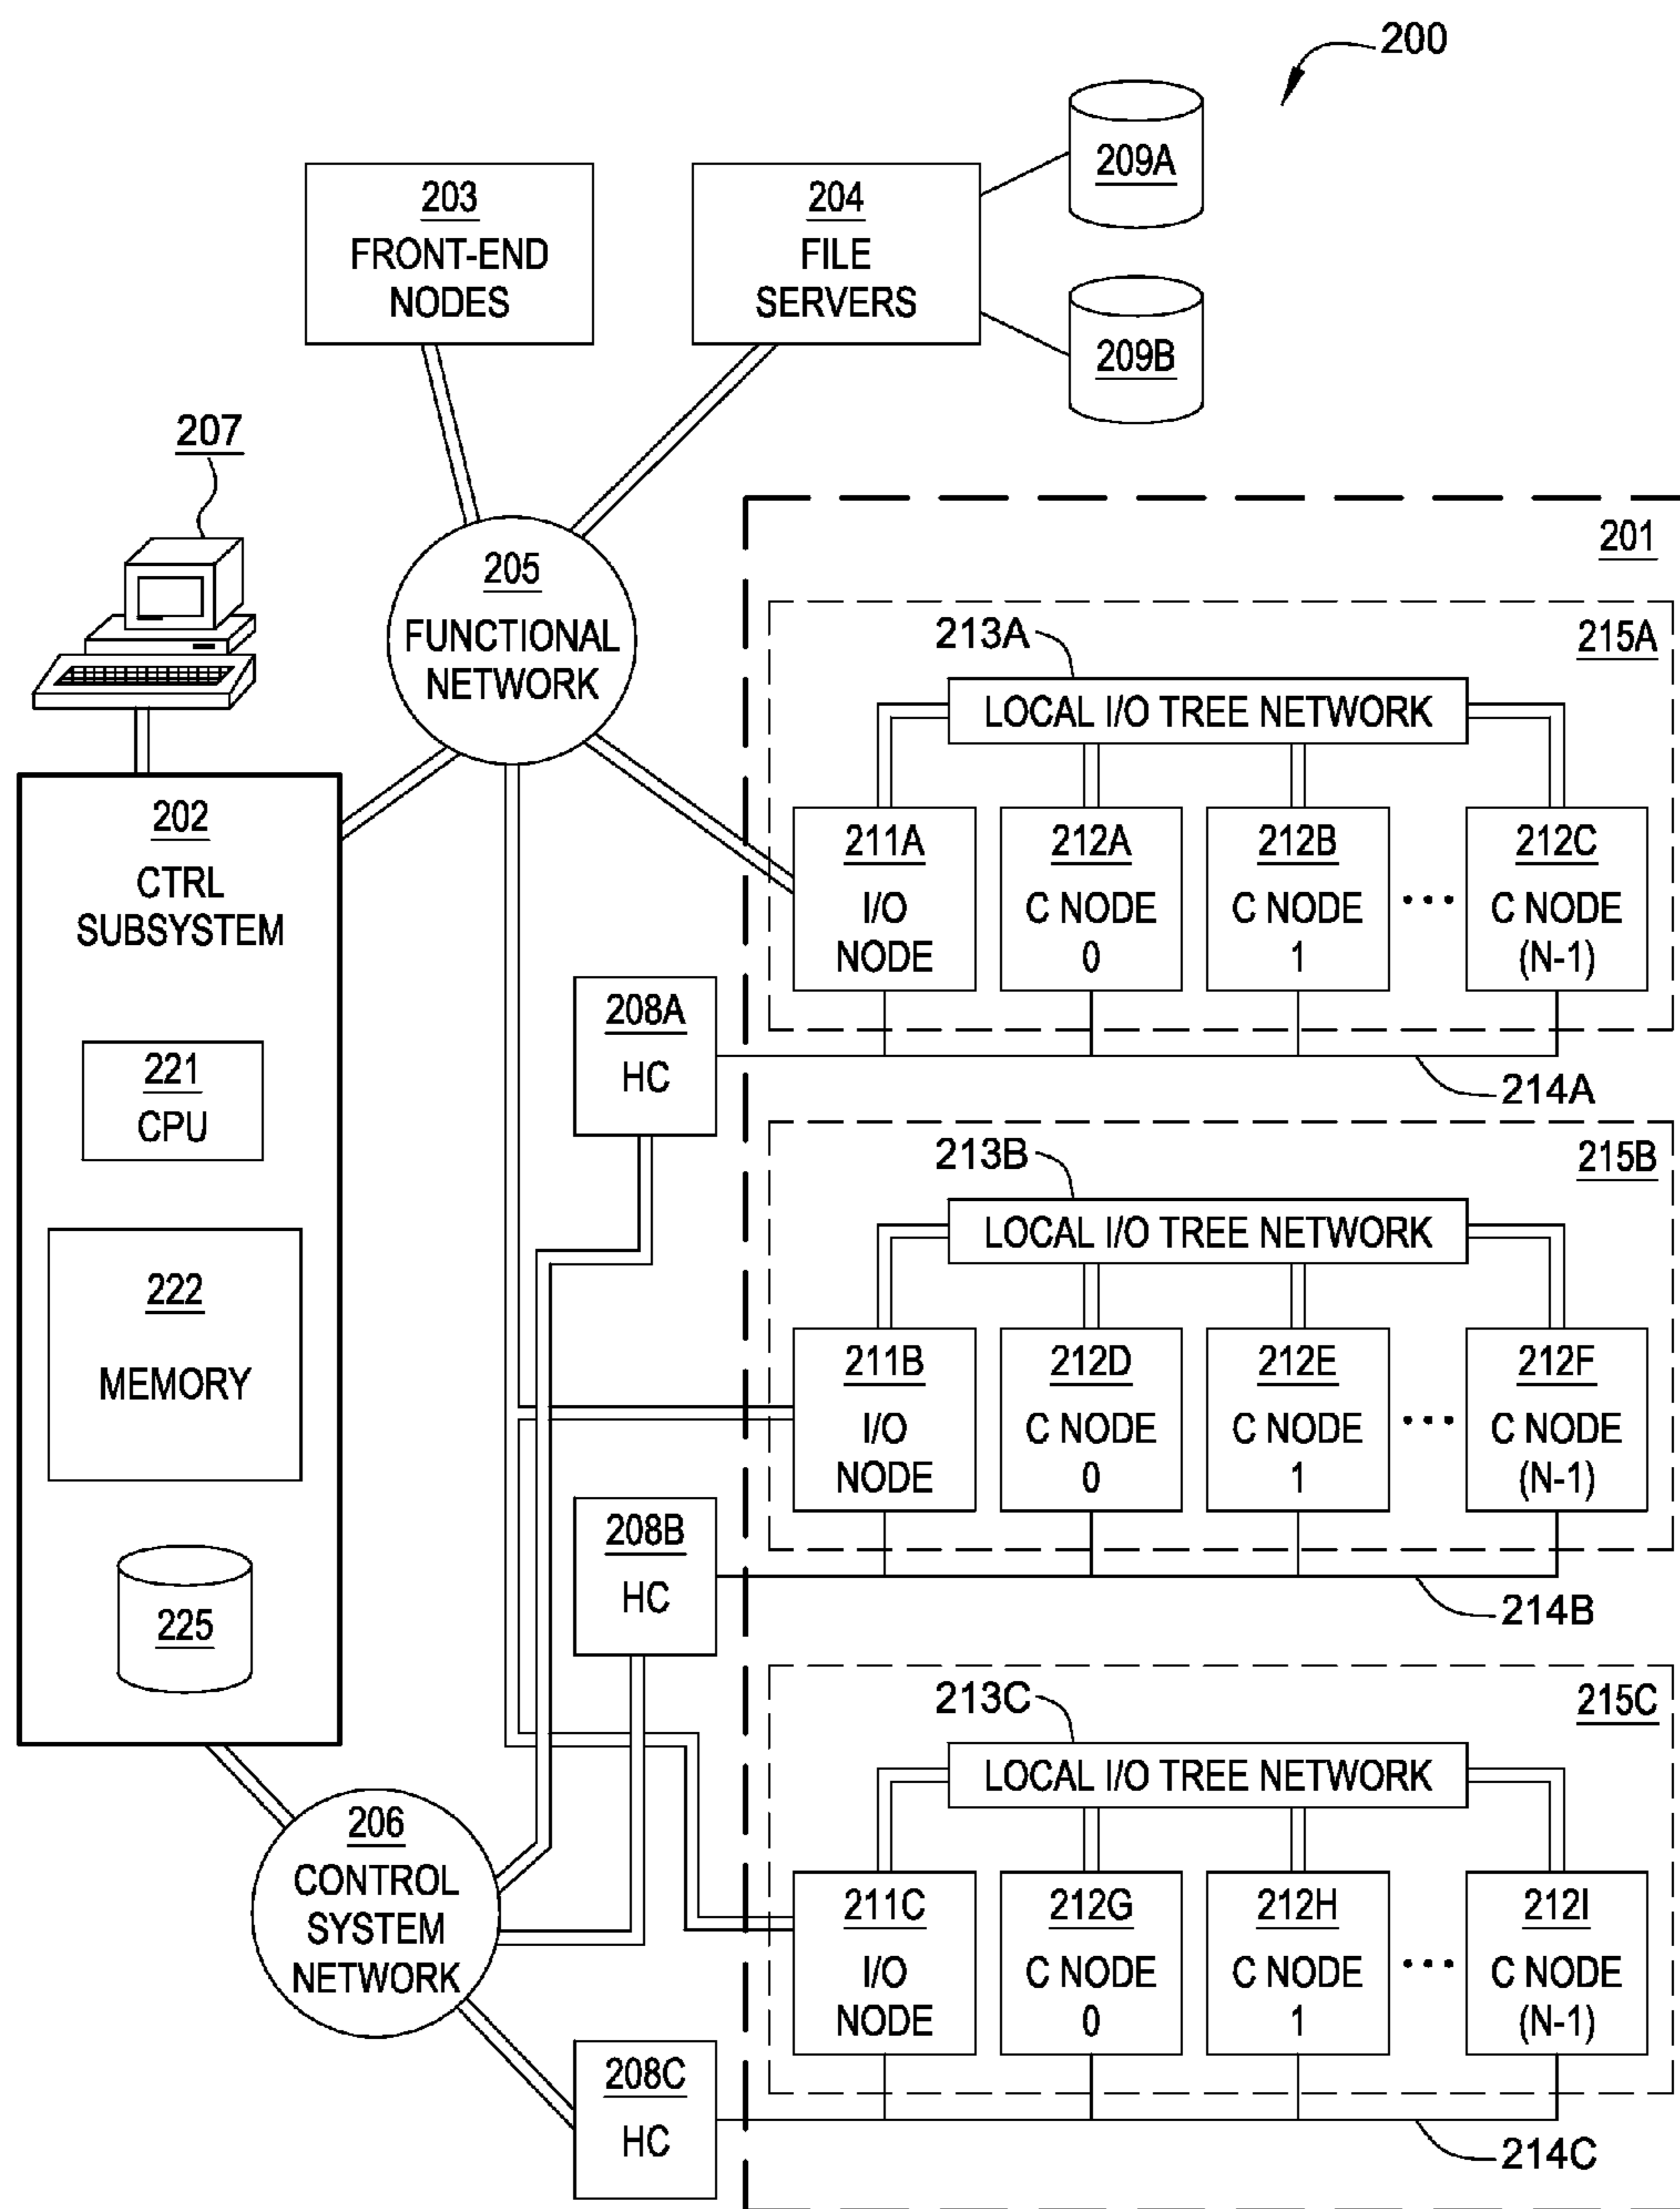 200
203
FRONT-END
NODES
204
FILE
SERVERS
209A
209B
207
205
FUNCTIONAL
NETWORK
201
202
CTRL
SUBSYSTEM
221
CPU
222
MEMORY
225
206
CONTROL
SYSTEM
NETWORK
208A
HC
208B
HC
208C
HC
213A
215A
LOCAL I/O TREE NETWORK
211A
I/O
NODE
212A
C NODE
0
212B
C NODE
1
•••
212C
C NODE
(N-1)
214A
213B
215B
LOCAL I/O TREE NETWORK
211B
I/O
NODE
212D
C NODE
0
212E
C NODE
1
•••
212F
C NODE
(N-1)
214B
213C
215C
LOCAL I/O TREE NETWORK
211C
I/O
NODE
212G
C NODE
0
212H
C NODE
1
•••
212I
C NODE
(N-1)
214C